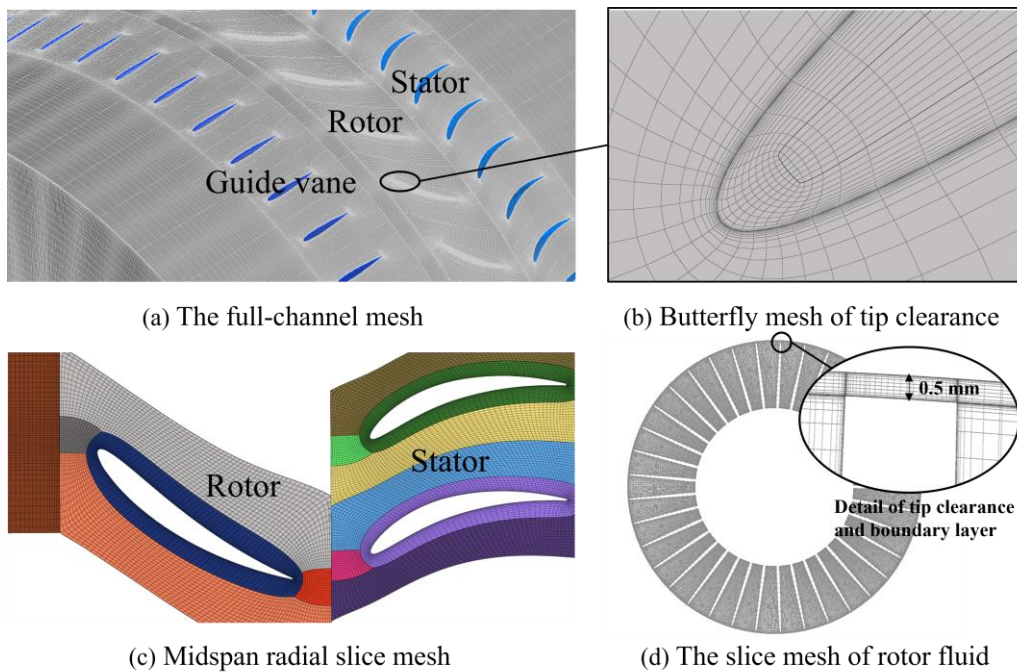 Stator
Rotor
Guide vane
(a) The full-channel mesh
(b) Butterfly mesh of tip clearance
Rotor
Stator
0.5 mm
Detail of tip clearance
and boundary layer
(c) Midspan radial slice mesh
(d) The slice mesh of rotor fluid